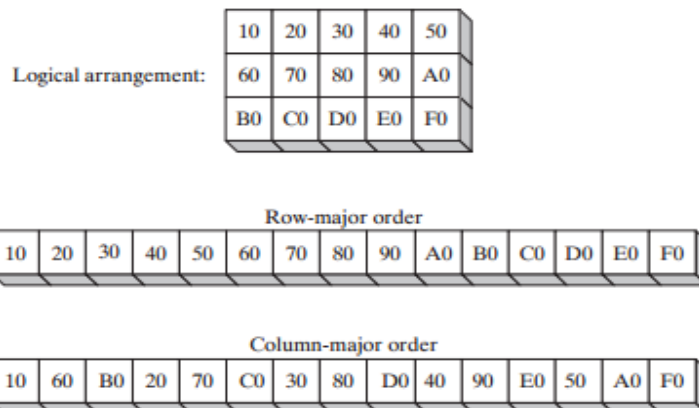 10 20 30 40 50
Logical arrangement: 60 70 80 90 A0
B0 C0 D0 E0 F0
Row-major order
10 20 30 40 50 60 70 80 90 A0 B0 C0 D0 E0 F0
Column-major order
10 60 B0 20 70 C0 30 80 D0 40 90 E0 50 A0 F0